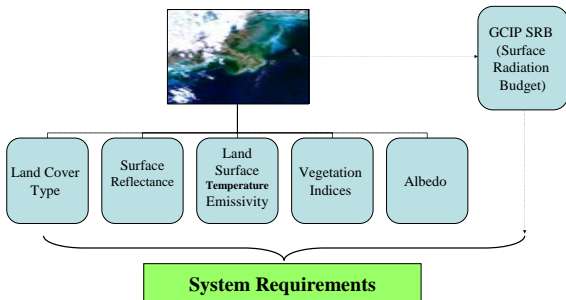 GCIP SRB
(Surface
Radiation
Budget)
Land Cover
Type
Surface
Reflectance
Land
Surface
Temperature
Emissivity
Vegetation
Indices
Albedo
System Requirements